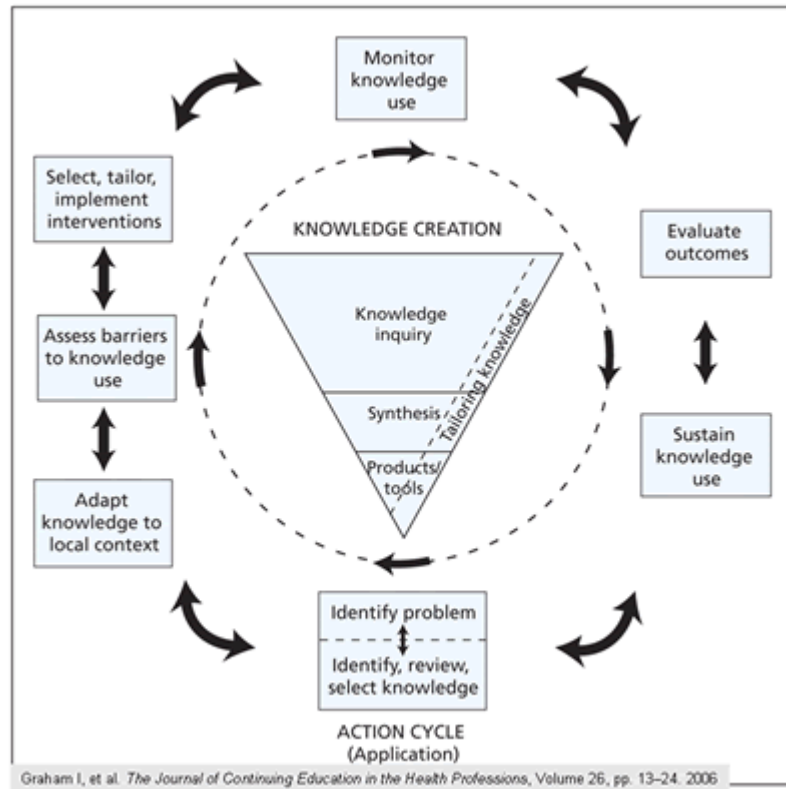 Monitor
knowledge
use
Select, tailor,
implement
interventions
Evaluate
outcomes
KNOWLEDGE CREATION
Knowledge
inquiry
Tailoring knowledge
Assess barriers
to knowledge
use
Synthesis
Products/
tools
Sustain
knowledge
use
Adapt
knowledge to
local context
Identify problem
Identify, review,
select knowledge
ACTION CYCLE
(Application)
Graham I, et al. The Journal of Continuing Education in the Health Professions, Volume 26, pp. 13–24. 2006